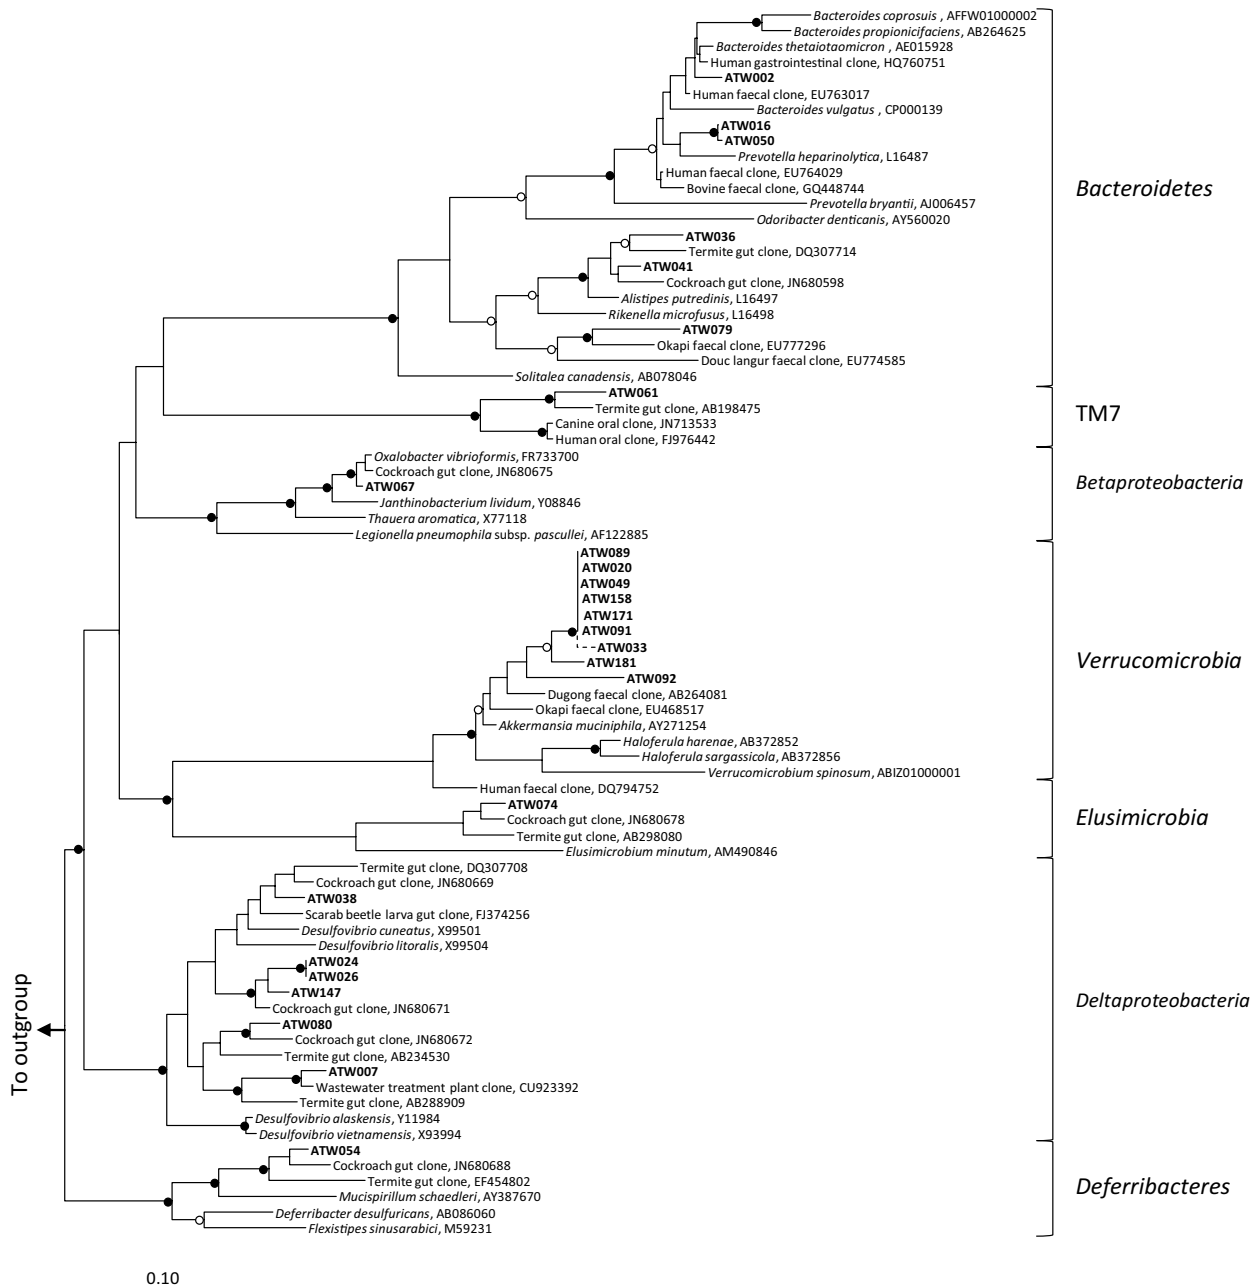 Bacteroides coprosuis , AFFW01000002
Bacteroides propionicifaciens, AB264625
Bacteroides thetaiotaomicron , AE015928
Human gastrointestinal clone, HQ760751
ATW002
Human faecal clone, EU763017
Bacteroides vulgatus , CP000139
ATW016
ATW050
Prevotella heparinolytica, L16487
Human faecal clone, EU764029
Bovine faecal clone, GQ448744
Prevotella bryantii, AJ006457
Odoribacter denticanis, AY560020
Bacteroidetes
ATW036
Termite gut clone, DQ307714
ATW041
Cockroach gut clone, JN680598
Alistipes putredinis, L16497
Rikenella microfusus, L16498
ATW079
Okapi faecal clone, EU777296
Douc langur faecal clone, EU774585
Solitalea canadensis, AB078046
ATW061
Termite gut clone, AB198475
Canine oral clone, JN713533
Human oral clone, FJ976442
TM7
Oxalobacter vibrioformis, FR733700
Cockroach gut clone, JN680675
ATW067
Janthinobacterium lividum, Y08846
Thauera aromatica, X77118
Legionella pneumophila subsp. pascullei, AF122885
Betaproteobacteria
ATW089
ATW020
ATW049
ATW158
ATW171
ATW091
ATW033
ATW181
ATW092
Dugong faecal clone, AB264081
Okapi faecal clone, EU468517
Akkermansia muciniphila, AY271254
Haloferula harenae, AB372852
Haloferula sargassicola, AB372856
Verrucomicrobium spinosum, ABIZ01000001
Verrucomicrobia
Human faecal clone, DQ794752
ATW074
Cockroach gut clone, JN680678
Termite gut clone, AB298080
Elusimicrobium minutum, AM490846
Elusimicrobia
Termite gut clone, DQ307708
Cockroach gut clone, JN680669
ATW038
Scarab beetle larva gut clone, FJ374256
Desulfovibrio cuneatus, X99501
Desulfovibrio litoralis, X99504
ATW024
ATW026
ATW147
Cockroach gut clone, JN680671
ATW080
Cockroach gut clone, JN680672
Termite gut clone, AB234530
ATW007
Wastewater treatment plant clone, CU923392
Termite gut clone, AB288909
Desulfovibrio alaskensis, Y11984
Desulfovibrio vietnamensis, X93994
Deltaproteobacteria
To outgroup
ATW054
Cockroach gut clone, JN680688
Termite gut clone, EF454802
Mucispirillum schaedleri, AY387670
Deferribacter desulfuricans, AB086060
Flexistipes sinusarabici, M59231
Deferribacteres
0.10